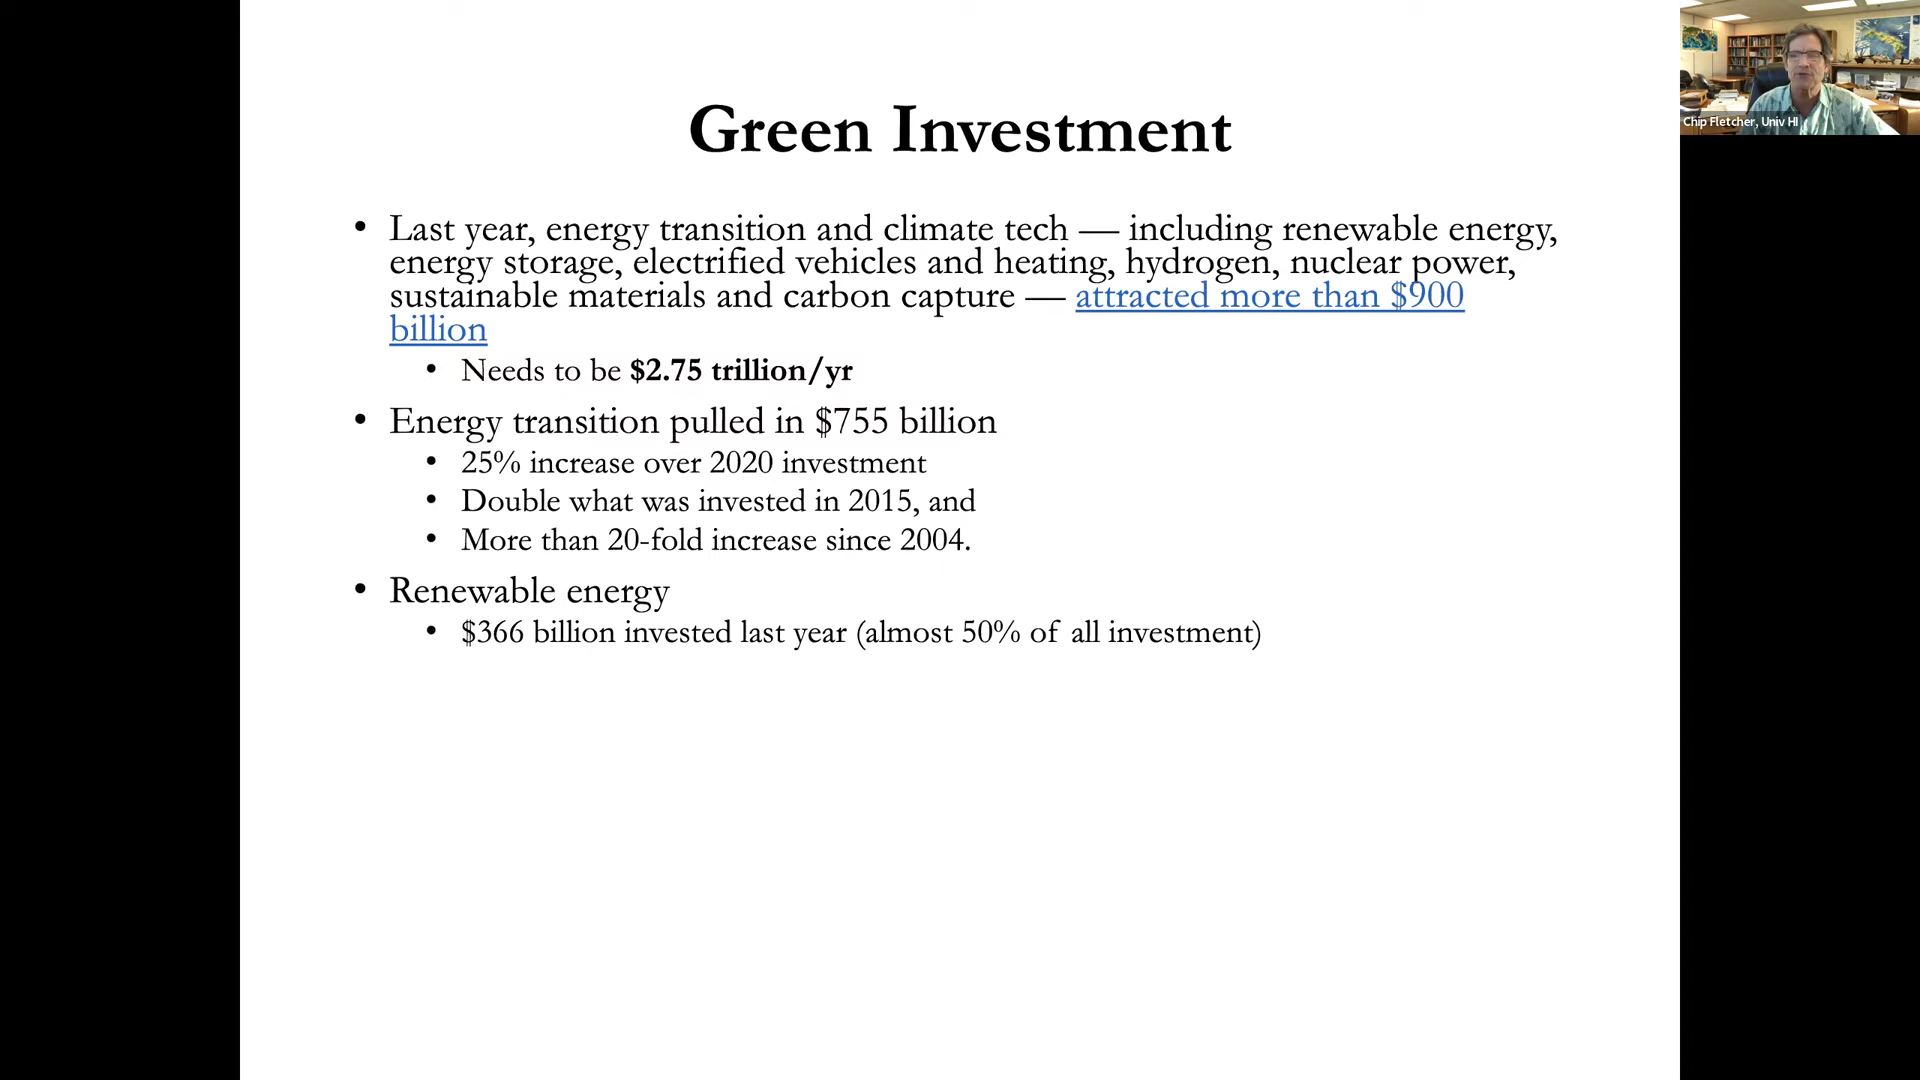 Green Investment
• Last year, energy transition and climate tech — including renewable energy,
energy storage, electrified vehicles and heating, hydrogen, nuclear power,
sustainable materials and carbon capture — attracted more than $900
billion
• Needs to be $2.75 trillion/yr
• Energy transition pulled in $755 billion
• 25% increase over 2020 investment
• Double what was invested in 2015, and
• More than 20-fold increase since 2004.
• Renewable energy
• $366 billion invested last year (almost 50% of all investment)
Chip Fletcher, Univ HI